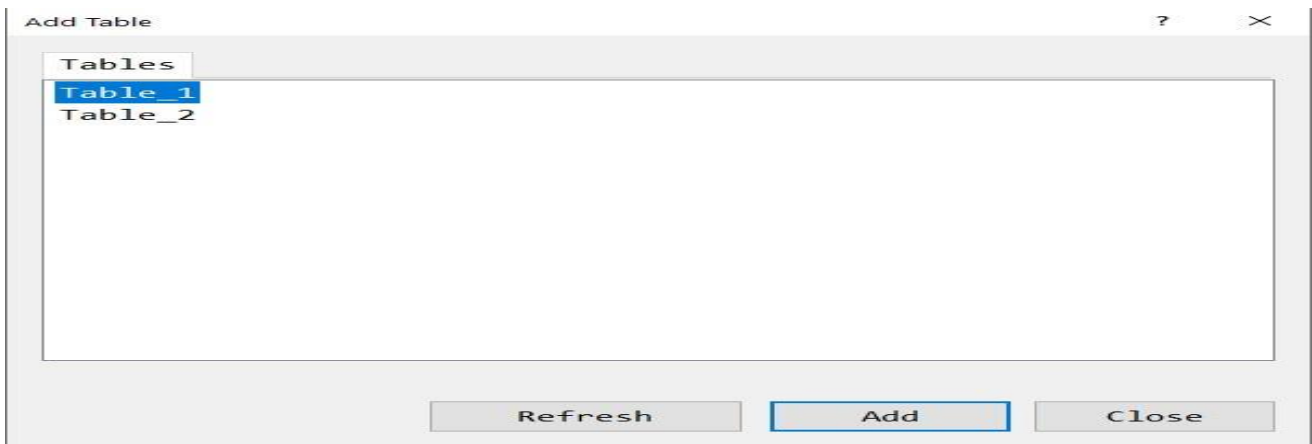 Add Table ?
Tables
Table_1
Table_2
Refresh Add Close